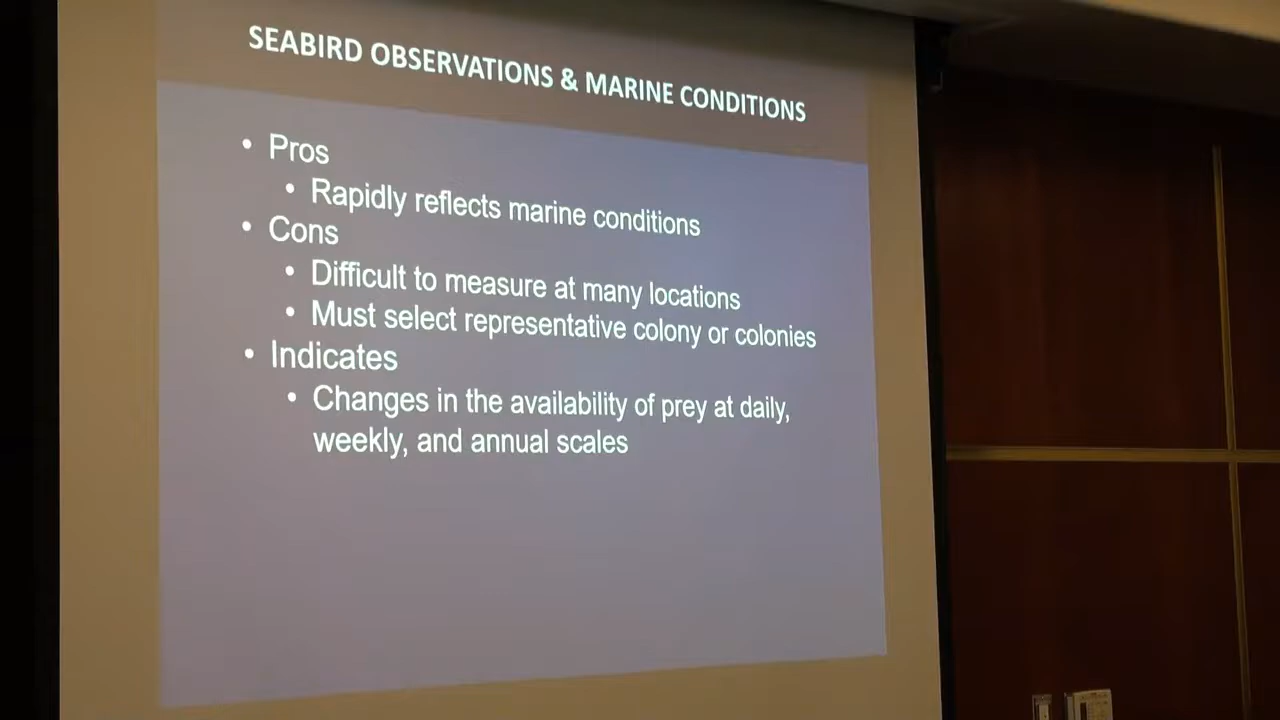 SEABIRD OBSERVATIONS & MARINE CONDITIONS
• Pros
• Rapidly reflects marine conditions
• Cons
• Difficult to measure at many locations
• Must select representative colony or colonies
• Indicates
• Changes in the availability of prey at daily,
weekly, and annual scales